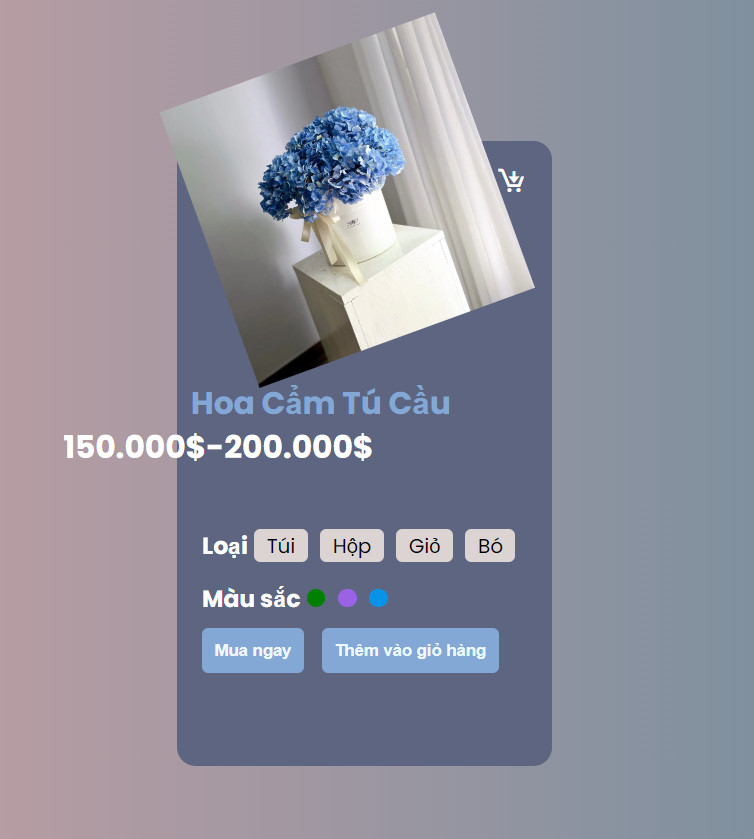 Hoa Cẩm Tú Cầu
150.000$-200.000$
Loại Túi Hộp Giỏ Bó
Màu sắc
Mua ngay Thêm vào giỏ hàng